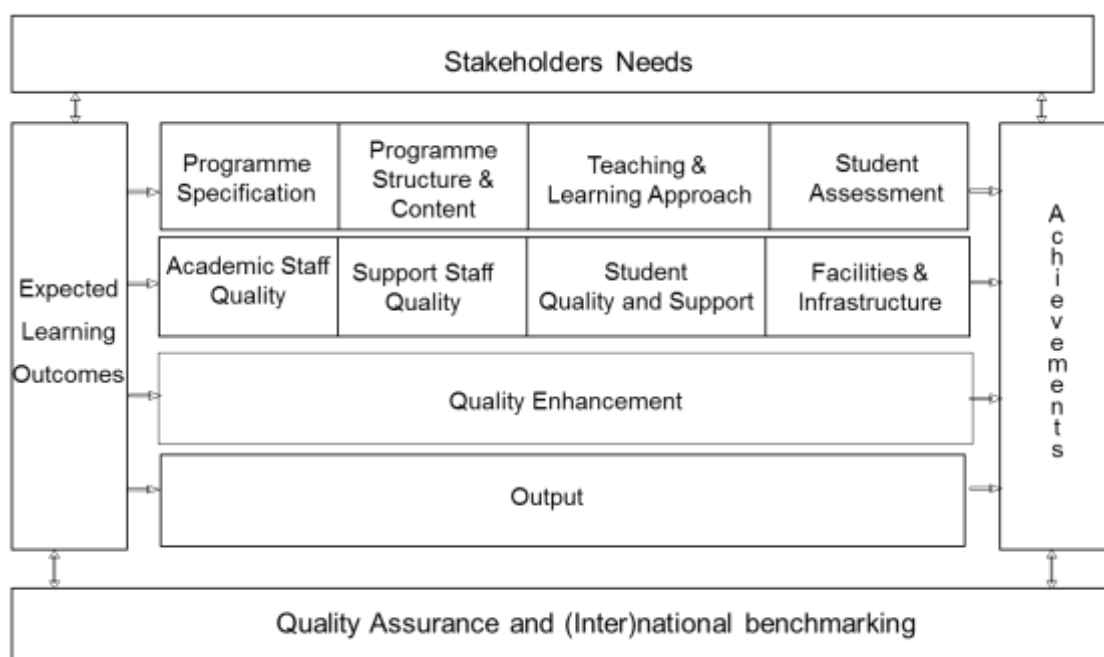 Stakeholders Needs
Expected
Learning
Outcomes
Programme
Specification
Programme
Structure &
Content
Teaching &
Learning Approach
Student
Assessment
Academic Staff
Quality
Support Staff
Quality
Student
Quality and Support
Facilities &
Infrastructure
Quality Enhancement
Output
Achievements
Quality Assurance and (Inter)national benchmarking